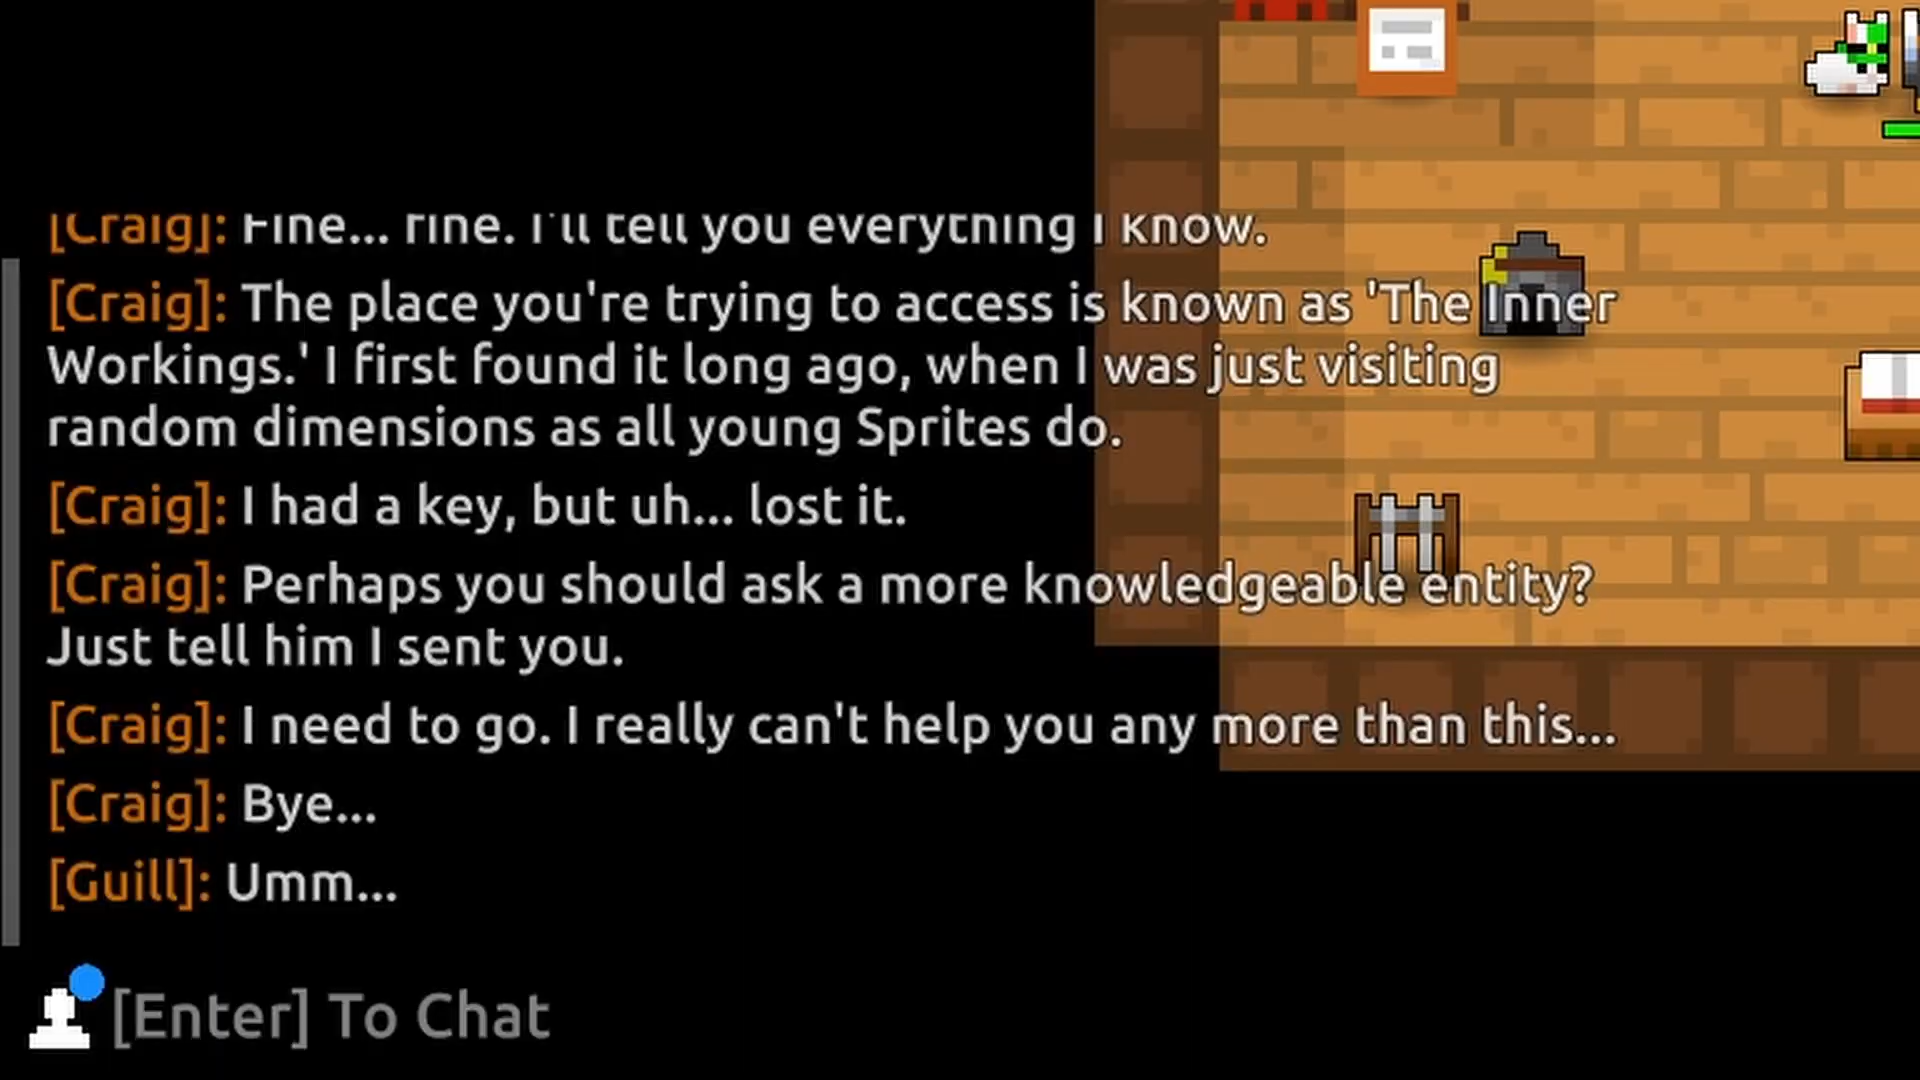 [Craig]: Fine... fine. I'll tell you everything I know.
[Craig]: The place you're trying to access is known as 'The Inner
Workings.' I first found it long ago, when I was just visiting
random dimensions as all young Sprites do.
[Craig]: I had a key, but uh... lost it.
[Craig]: Perhaps you should ask a more knowledgeable entity?
Just tell him I sent you.
[Craig]: I need to go. I really can't help you any more than this...
[Craig]: Bye...
[Guill]: Umm...
[Enter] To Chat